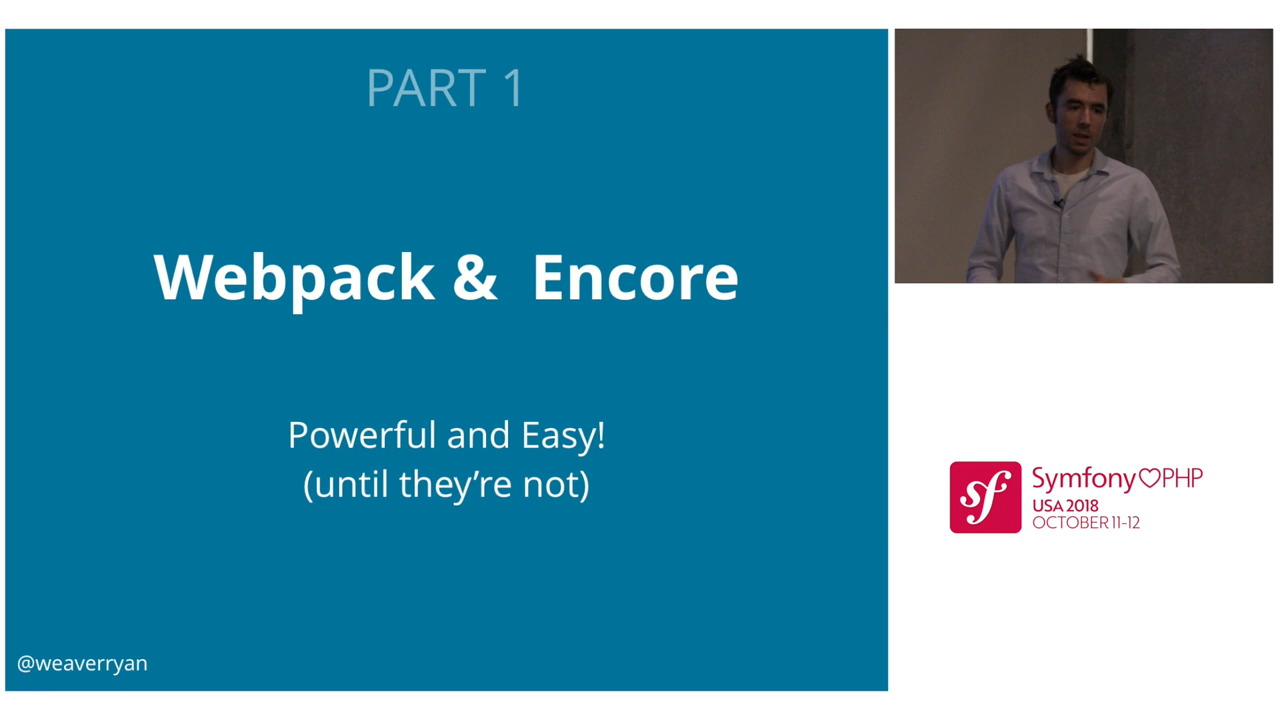 PART 1
Webpack & Encore
Powerful and Easy!
(until they’re not)
@weaverryan
sf
Symfony♡PHP
USA 2018
OCTOBER 11-12